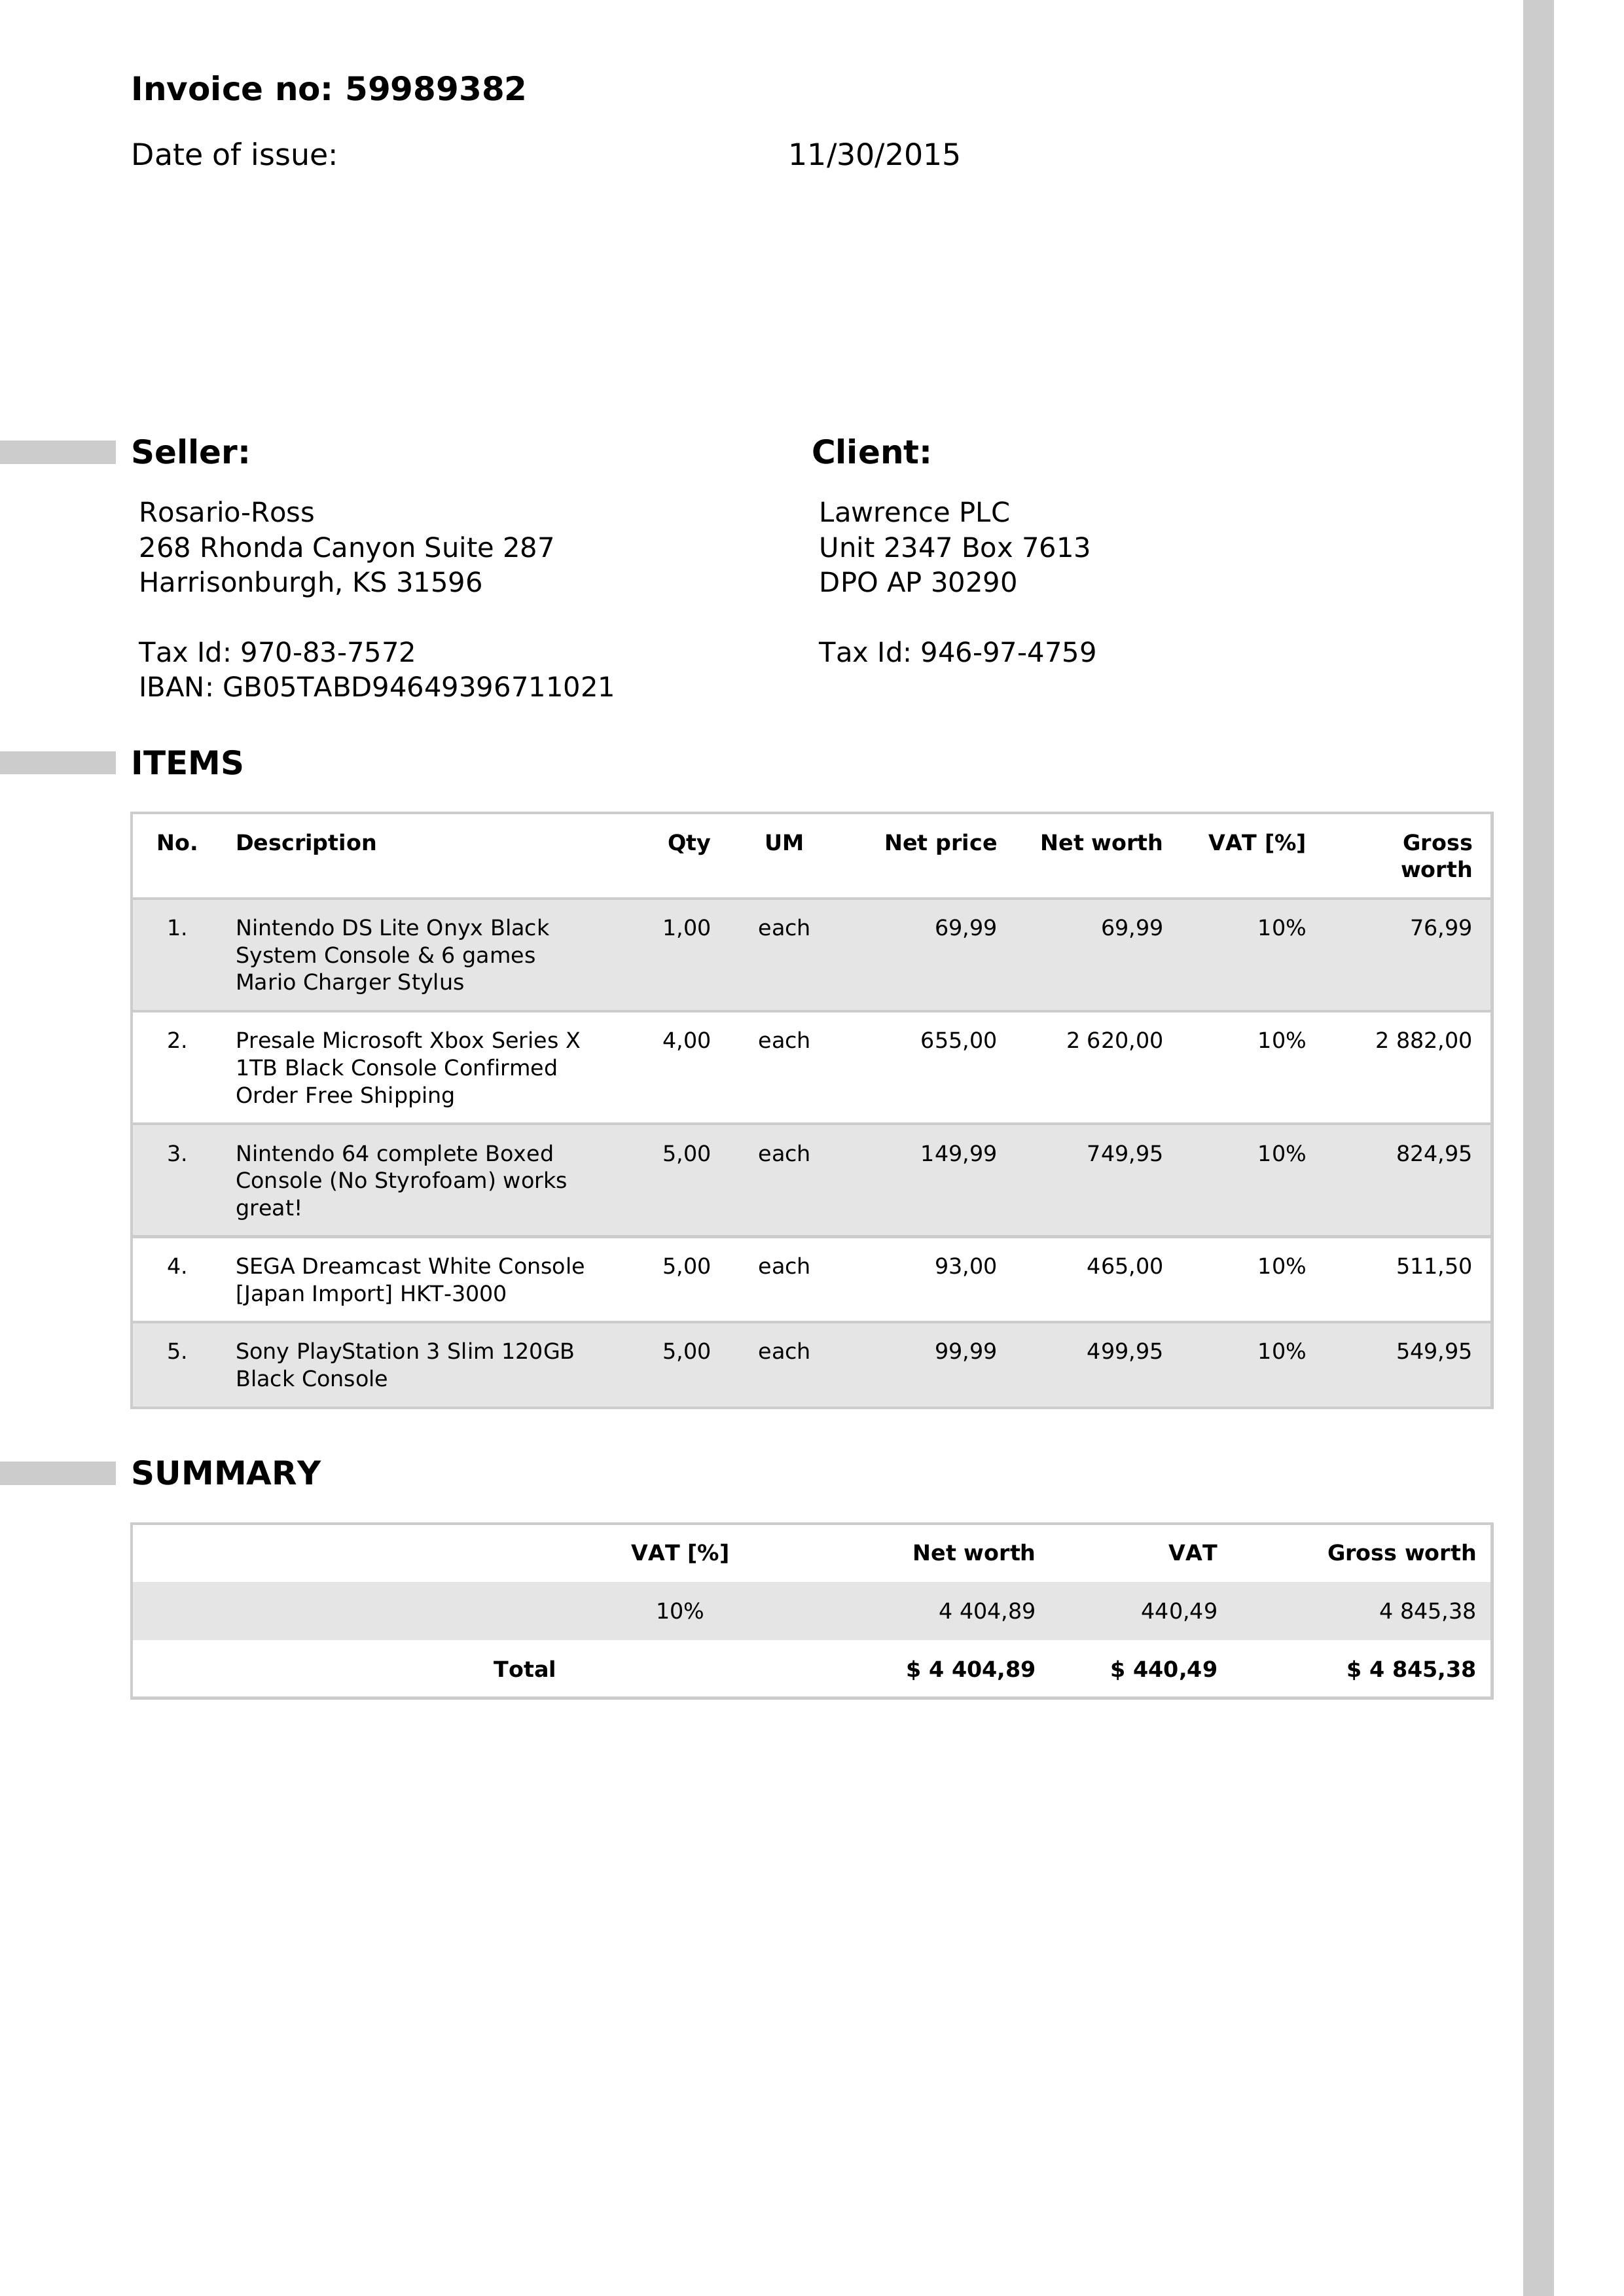 Invoice no: 59989382
Date of issue: 11/30/2015
Seller:
Rosario-Ross
268 Rhonda Canyon Suite 287
Harrisonburgh, KS 31596
Tax Id: 970-83-7572
IBAN: GB05TABD94649396711021
Client:
Lawrence PLC
Unit 2347 Box 7613
DPO AP 30290
Tax Id: 946-97-4759
ITEMS
No. Description Qty UM Net price Net worth VAT [%] Gross
worth
1. Nintendo DS Lite Onyx Black 1,00 each 69,99 69,99 10% 76,99
System Console & 6 games
Mario Charger Stylus
2. Presale Microsoft Xbox Series X 4,00 each 655,00 2 620,00 10% 2 882,00
1TB Black Console Confirmed
Order Free Shipping
3. Nintendo 64 complete Boxed 5,00 each 149,99 749,95 10% 824,95
Console (No Styrofoam) works
great!
4. SEGA Dreamcast White Console 5,00 each 93,00 465,00 10% 511,50
[Japan Import] HKT-3000
5. Sony PlayStation 3 Slim 120GB 5,00 each 99,99 499,95 10% 549,95
Black Console
SUMMARY
VAT [%] Net worth VAT Gross worth
10% 4 404,89 440,49 4 845,38
Total $ 4 404,89 $ 440,49 $ 4 845,38